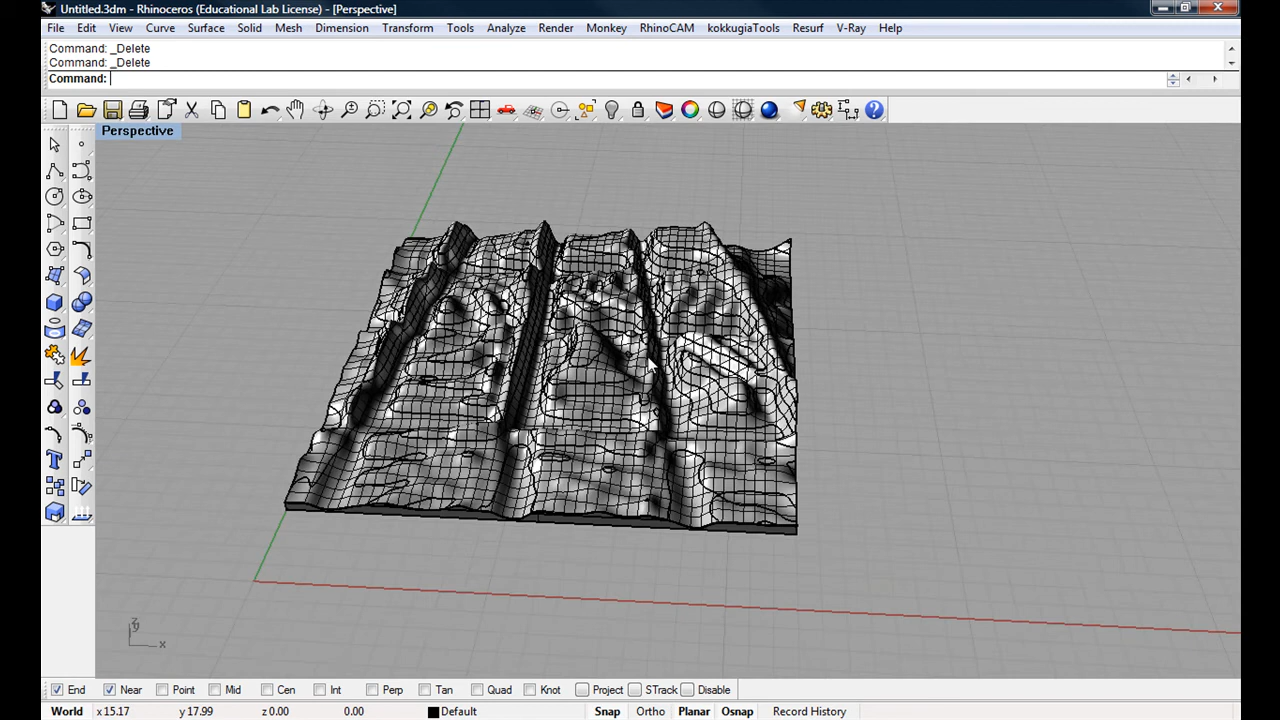 Untitled.3dm - Rhinoceros (Educational Lab License) - [Perspective]
File Edit View Curve Surface Solid Mesh Dimension Transform Tools Analyze Render Monkey RhinoCAM kokkugiaTools Resurf V-Ray Help
Command: _Delete
Command: _Delete
Command:
Perspective
z
y
x
End Near Point Mid Cen Int Perp Tan Quad Knot Project STrack Disable
World x 15.17 y 17.99 z 0.00 0.00 Default Snap Ortho Planar Osnap Record History